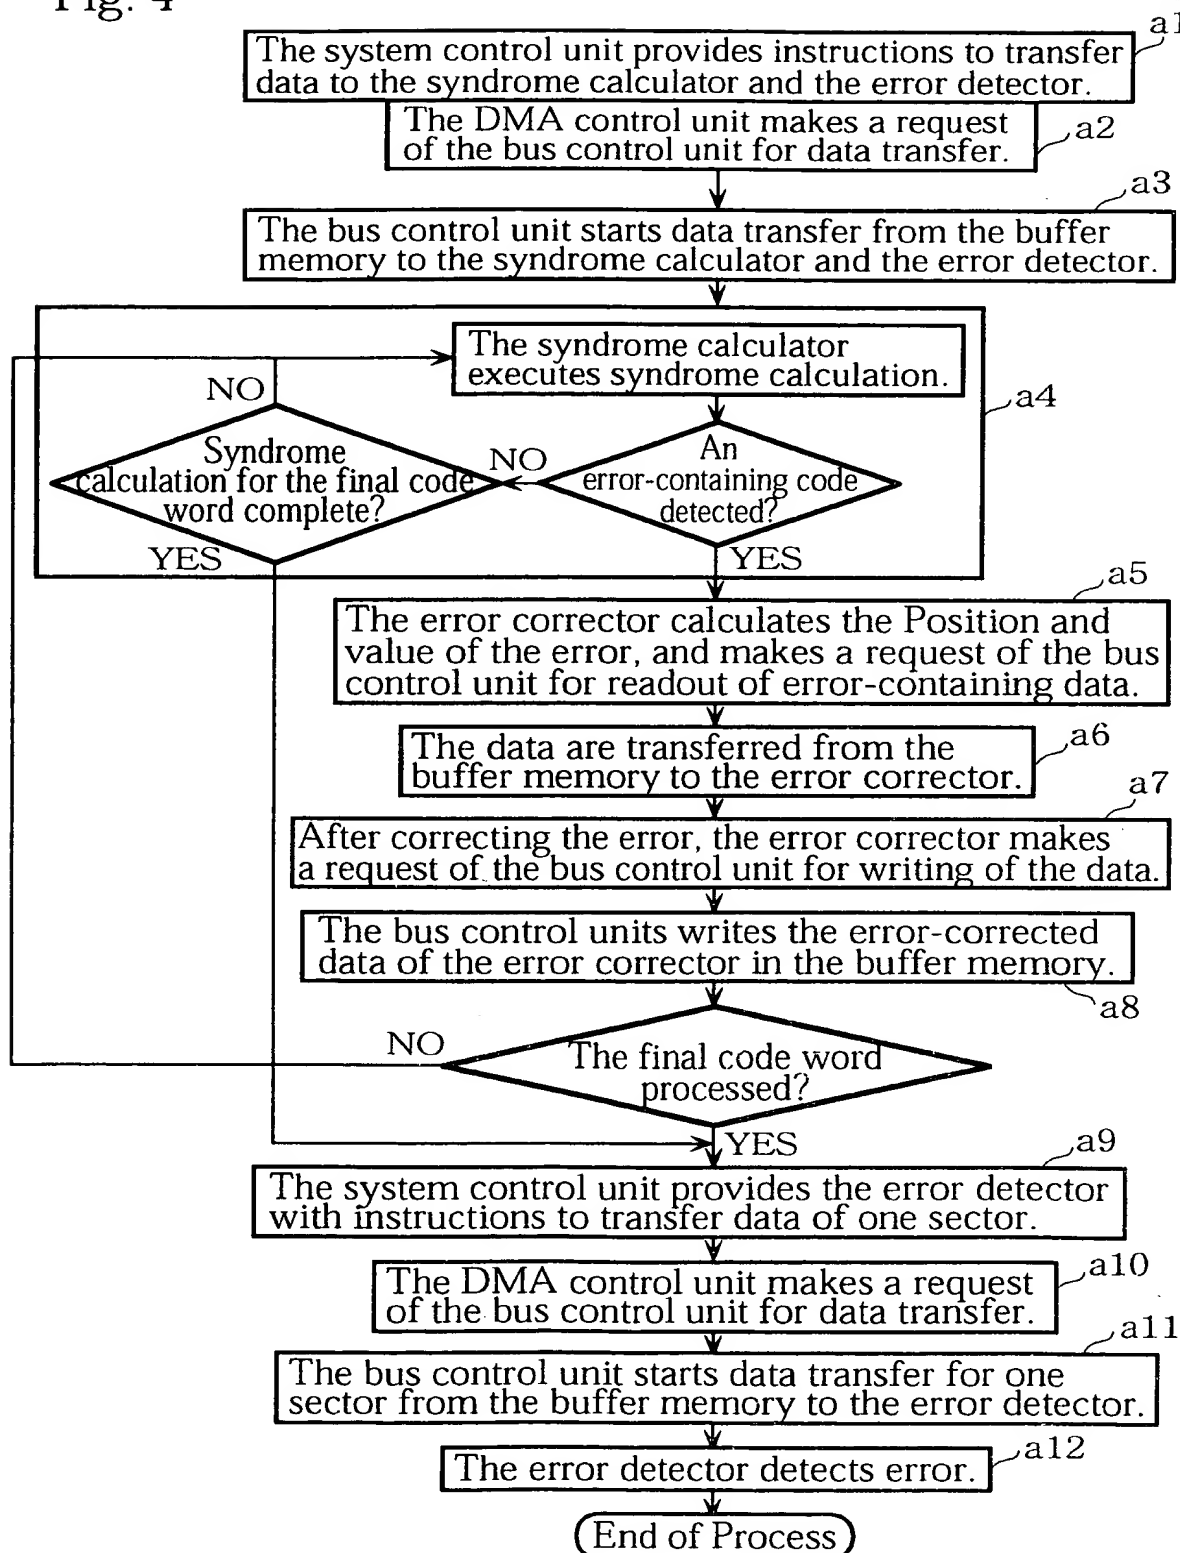 Fig. 4
a1
The system control unit provides instructions to transfer
data to the syndrome calculator and the error detector.
The DMA control unit makes a request
of the bus control unit for data transfer.
a2
a3
The bus control unit starts data transfer from the buffer
memory to the syndrome calculator and the error detector.
The syndrome calculator
executes syndrome calculation.
a4
NO
Syndrome
calculation for the final code
word complete?
NO
An
error-containing code
detected?
YES
YES
a5
The error corrector calculates the Position and
value of the error, and makes a request of the bus
control unit for readout of error-containing data.
a6
The data are transferred from the
buffer memory to the error corrector.
a7
After correcting the error, the error corrector makes
a request of the bus control unit for writing of the data.
The bus control units writes the error-corrected
data of the error corrector in the buffer memory.
a8
NO
The final code word
processed?
YES
a9
The system control unit provides the error detector
with instructions to transfer data of one sector.
a10
The DMA control unit makes a request
of the bus control unit for data transfer.
a11
The bus control unit starts data transfer for one
sector from the buffer memory to the error detector.
a12
The error detector detects error.
End of Process